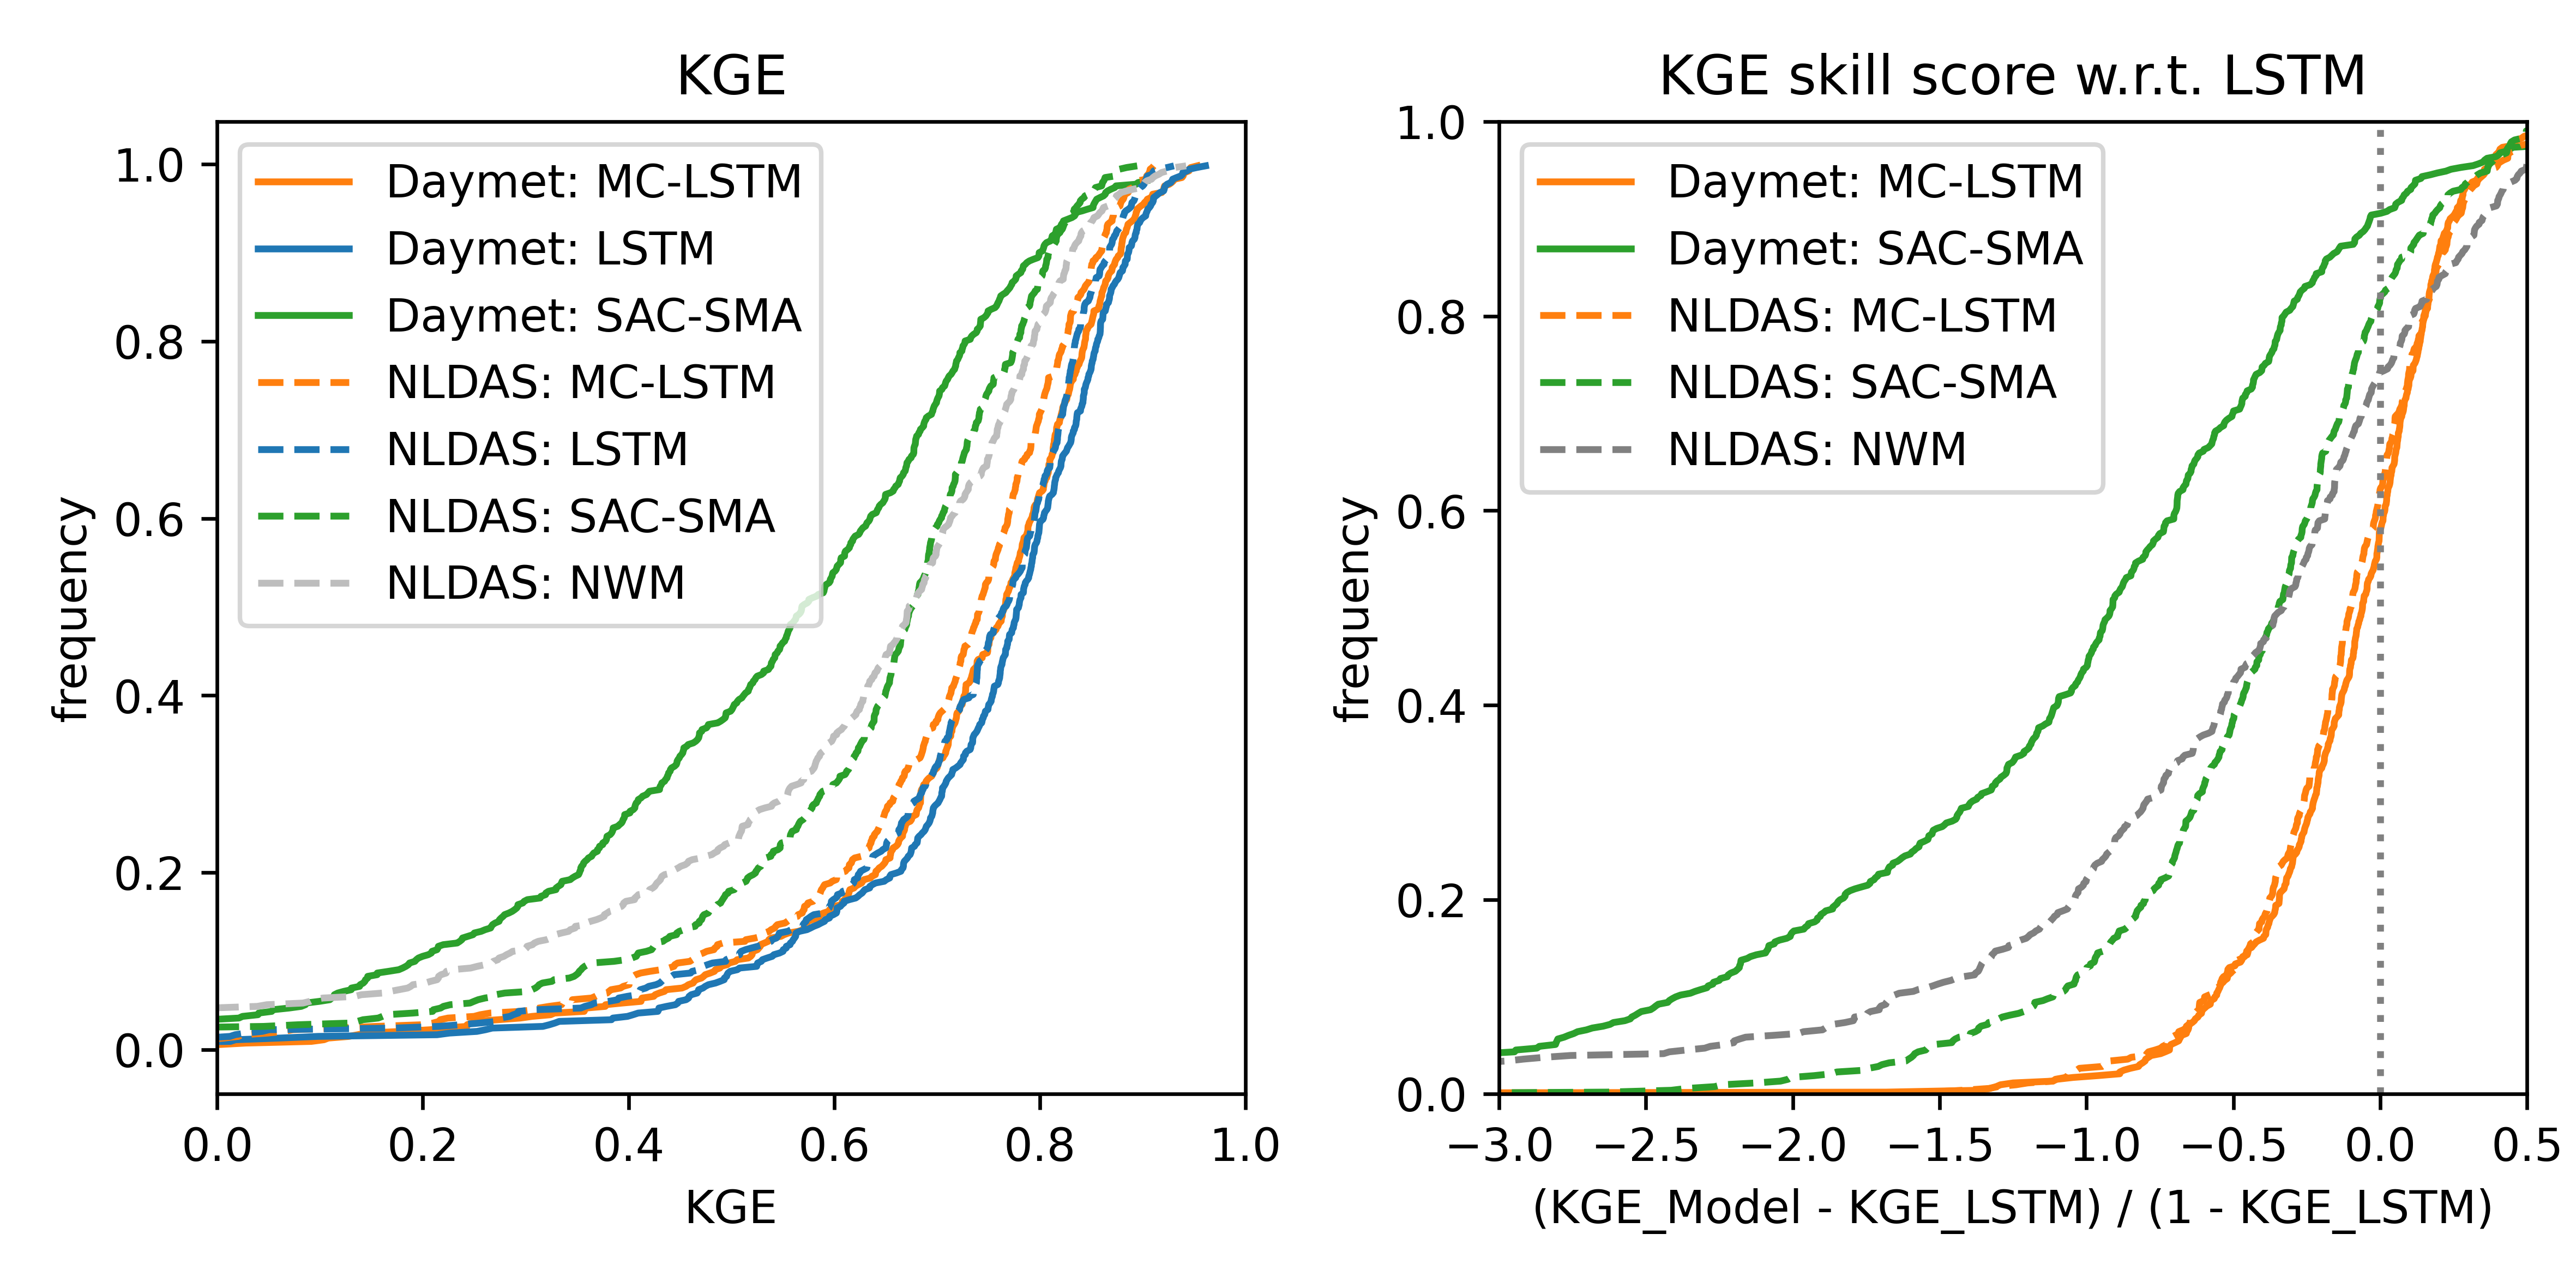 KGE
1.0
0.8
0.6
0.4
0.2
0.0
frequency
Daymet: MC-LSTM
Daymet: LSTM
Daymet: SAC-SMA
NLDAS: MC-LSTM
NLDAS: LSTM
NLDAS: SAC-SMA
NLDAS: NWM
0.0 0.2 0.4 0.6 0.8 1.0
KGE
KGE skill score w.r.t. LSTM
1.0
0.8
0.6
0.4
0.2
0.0
frequency
Daymet: MC-LSTM
Daymet: SAC-SMA
NLDAS: MC-LSTM
NLDAS: SAC-SMA
NLDAS: NWM
−3.0 −2.5 −2.0 −1.5 −1.0 −0.5 0.0 0.5
(KGE_Model - KGE_LSTM) / (1 - KGE_LSTM)